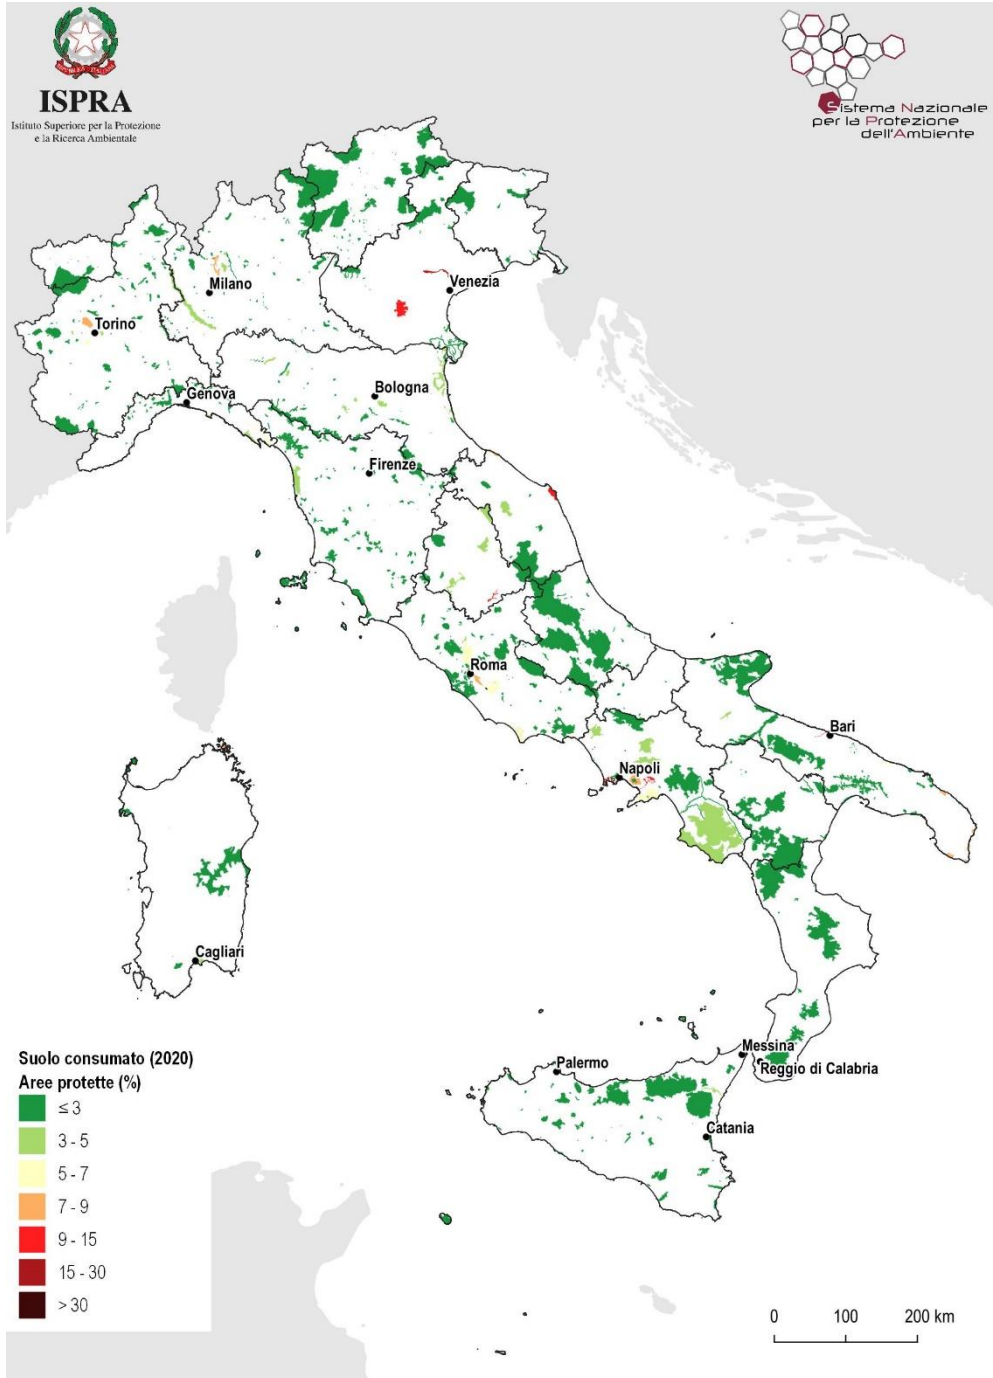 REPVBBLICA ITALIANA
ISPRA
Istituto Superiore per la Protezione
e la Ricerca Ambientale
Sistema Nazionale
per la Protezione
dell'Ambiente
Venezia
Milano
Torino
Bologna
Genova
Firenze
Roma
Bari
Napoli
Cagliari
Messina
Reggio di Calabria
Palermo
Catania
Suolo consumato (2020)
Aree protette (%)
≤ 3
3 - 5
5 - 7
7 - 9
9 - 15
15 - 30
> 30
0 100 200 km